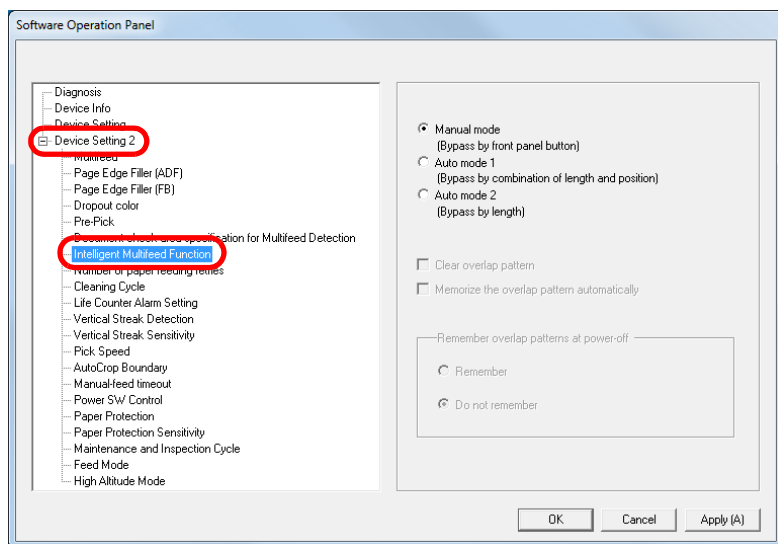 Software Operation Panel
Diagnosis
Device Info
Device Setting
Device Setting 2
Multifeed
Page Edge Filler (ADF)
Page Edge Filler (FB)
Dropout color
Pre-Pick
Document check area specification for Multifeed Detection
Intelligent Multifeed Function
Number of paper feeding retries
Cleaning Cycle
Life Counter Alarm Setting
Vertical Streak Detection
Vertical Streak Sensitivity
Pick Speed
AutoCrop Boundary
Manual-feed timeout
Power SW Control
Paper Protection
Paper Protection Sensitivity
Maintenance and Inspection Cycle
Feed Mode
High Altitude Mode
Manual mode
(Bypass by front panel button)
Auto mode 1
(Bypass by combination of length and position)
Auto mode 2
(Bypass by length)
Clear overlap pattern
Memorize the overlap pattern automatically
Remember overlap patterns at power-off
Remember
Do not remember
OK
Cancel
Apply (A)